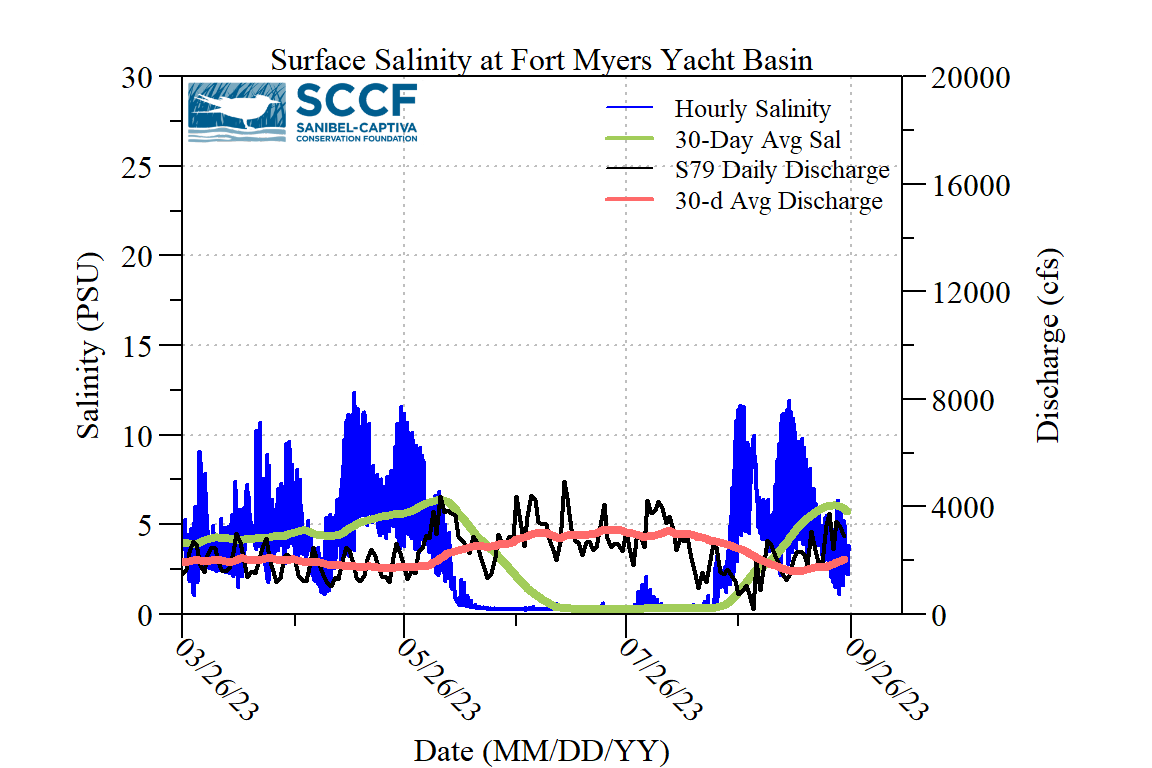 Surface Salinity at Fort Myers Yacht Basin
SCCF
SANIBEL-CAPTIVA
CONSERVATION FOUNDATION
Hourly Salinity
30-Day Avg Sal
S79 Daily Discharge
30-d Avg Discharge
30
25
20
15
10
5
0
Salinity (PSU)
20000
16000
12000
8000
4000
0
Discharge (cfs)
03/26/23
05/26/23
07/26/23
09/26/23
Date (MM/DD/YY)